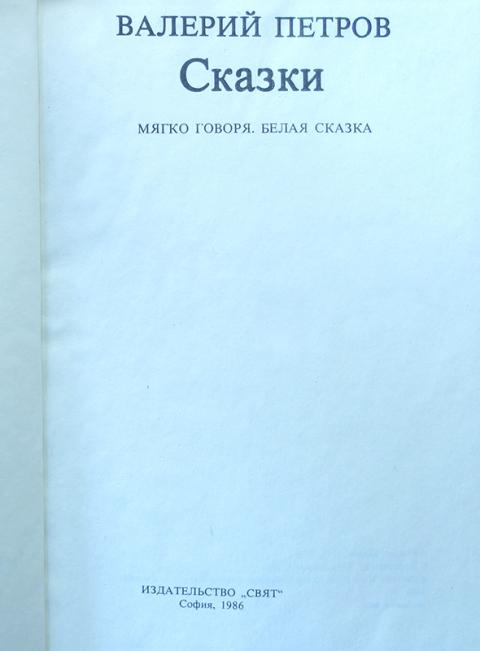 ВАЛЕРИЙ ПЕТРОВ
Сказки
МЯГКО ГОВОРЯ. БЕЛАЯ СКАЗКА
ИЗДАТЕЛЬСТВО „СВЯТ“
София, 1986